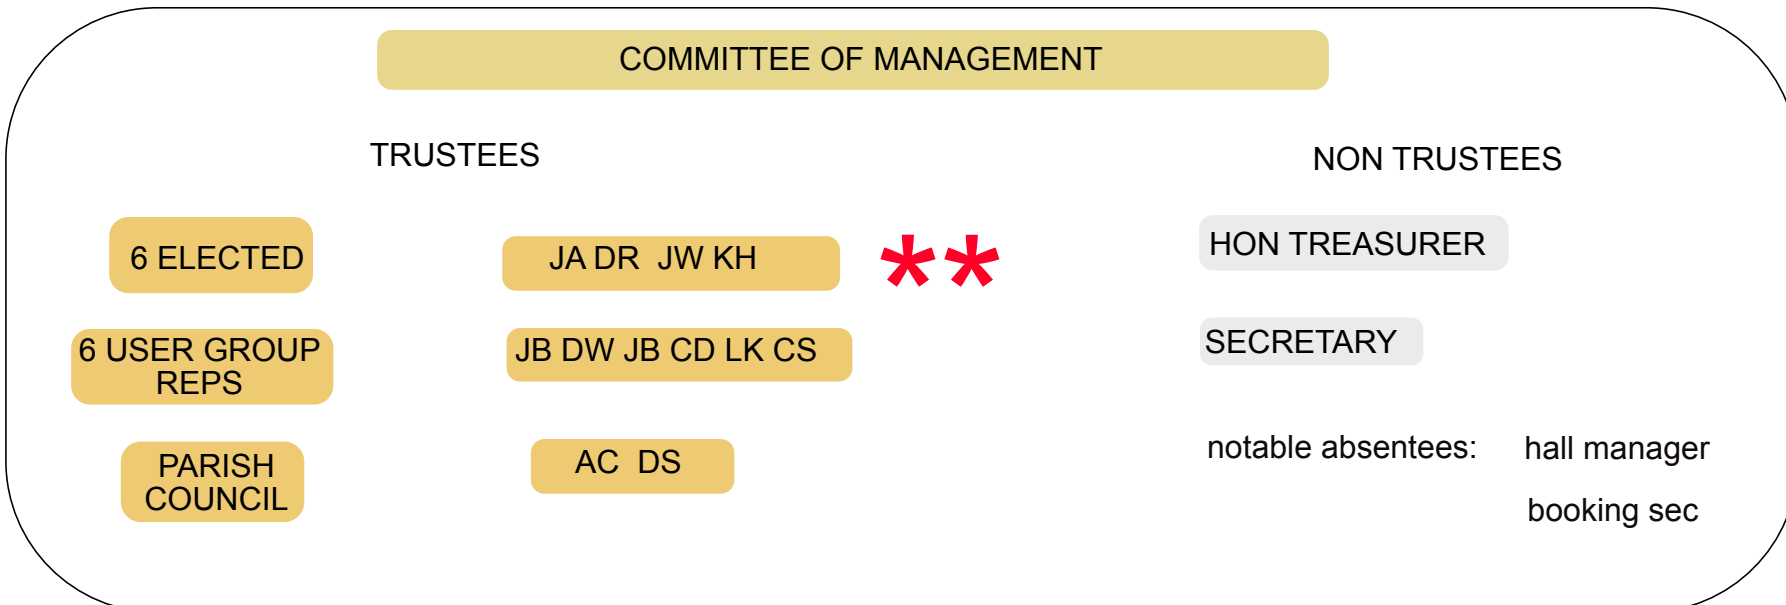 COMMITTEE OF MANAGEMENT
TRUSTEES
NON TRUSTEES
6 ELECTED
JA DR JW KH
**
HON TREASURER
6 USER GROUP
REPS
JB DW JB CD LK CS
SECRETARY
PARISH
COUNCIL
AC DS
notable absentees: hall manager
booking sec